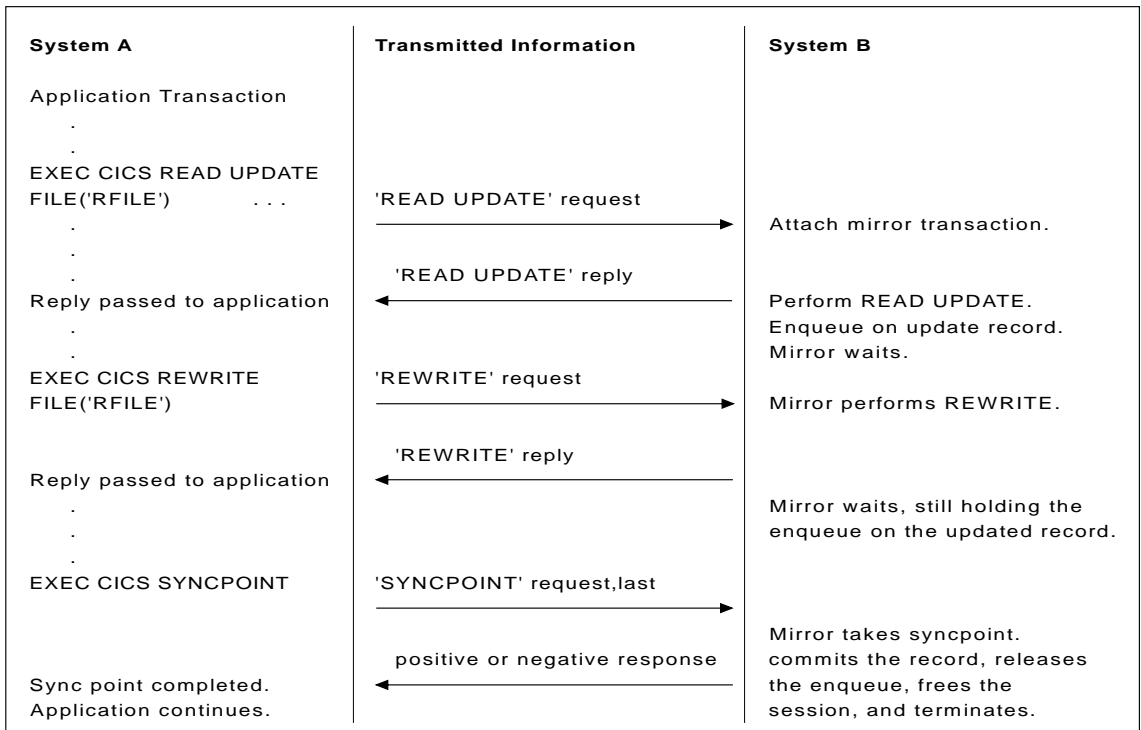 System A
Transmitted Information
System B
Application Transaction
.
.
EXEC CICS READ UPDATE
FILE('RFILE') . . .
'READ UPDATE' request
Attach mirror transaction.
.
.
.
'READ UPDATE' reply
Reply passed to application
Perform READ UPDATE.
.
Enqueue on update record.
.
Mirror waits.
EXEC CICS REWRITE
'REWRITE' request
FILE('RFILE')
Mirror performs REWRITE.
'REWRITE' reply
Reply passed to application
.
Mirror waits, still holding the
.
enqueue on the updated record.
.
EXEC CICS SYNCPOINT
'SYNCPOINT' request,last
Mirror takes syncpoint.
positive or negative response
commits the record, releases
Sync point completed.
the enqueue, frees the
Application continues.
session, and terminates.